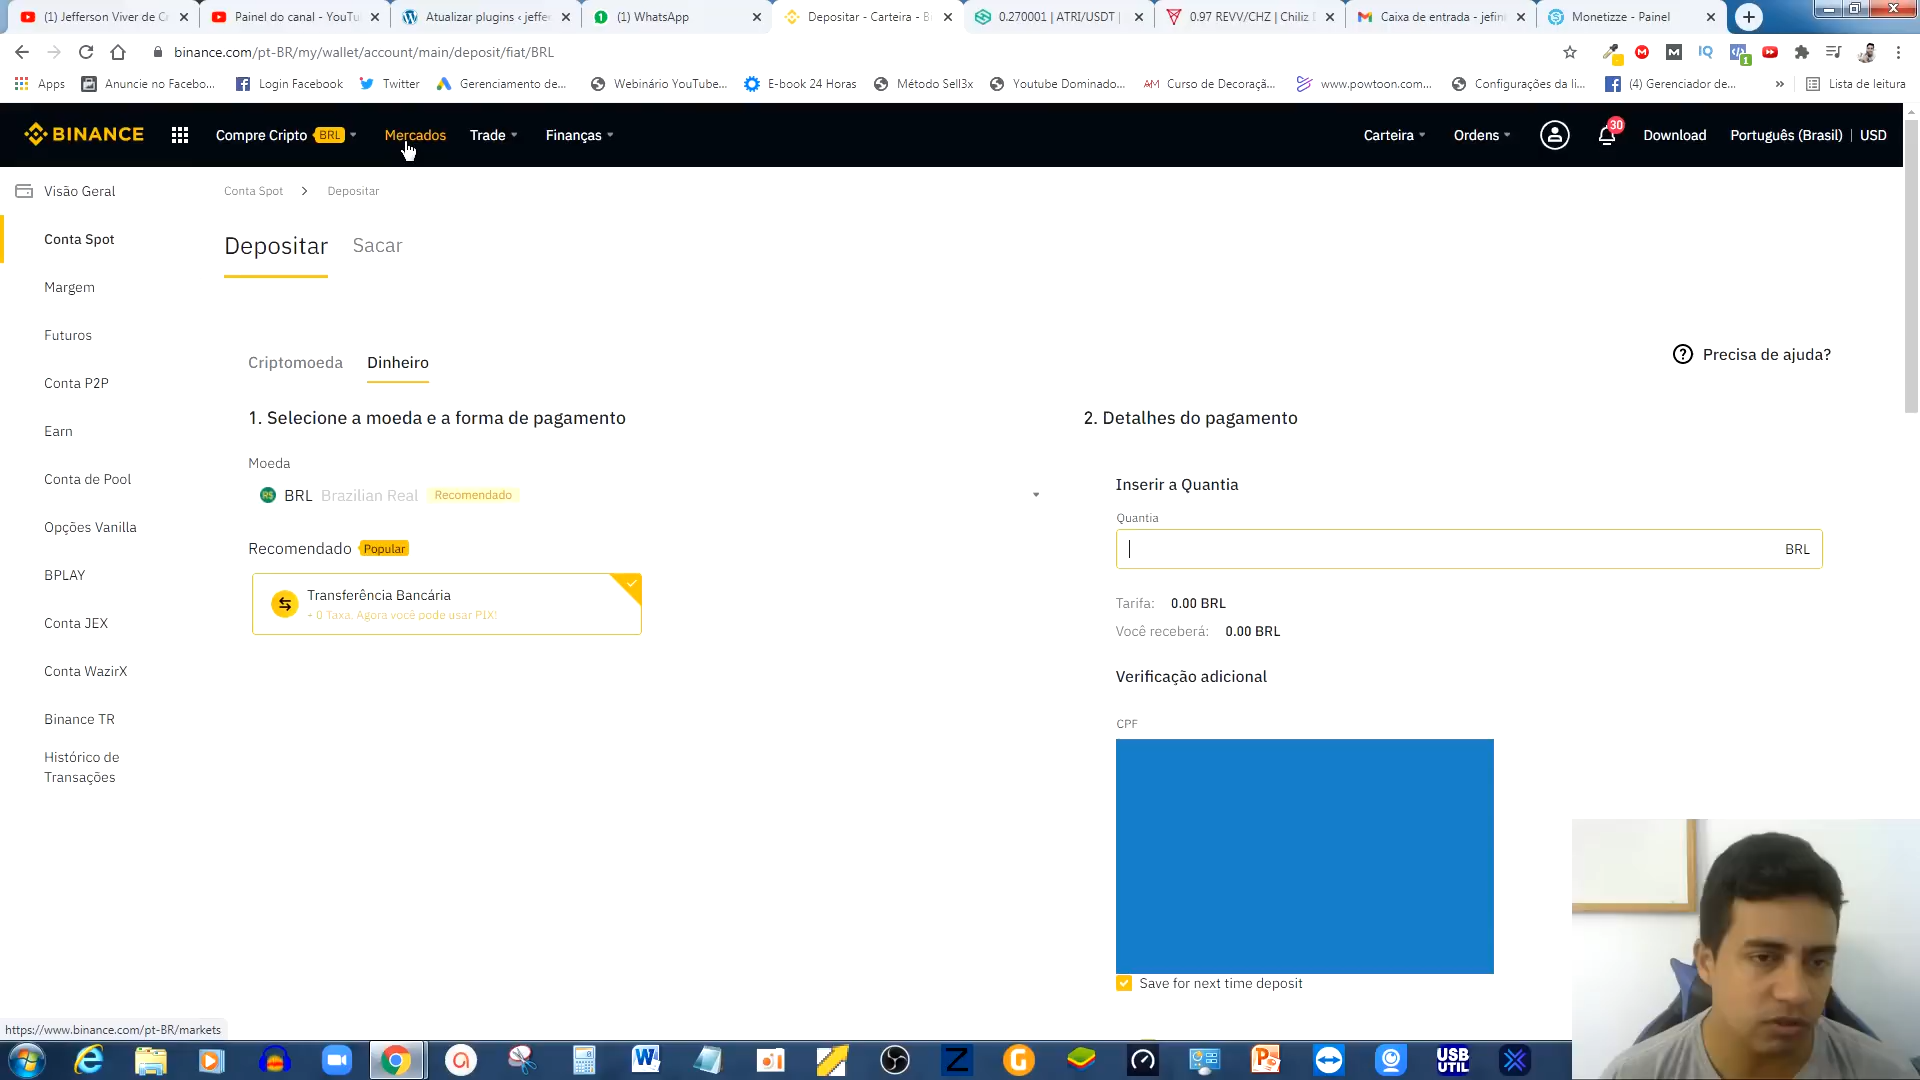 (1) Jefferson Viver de C
Painel do canal - YouTu
Atualizar plugins ‹ jeffe
(1) WhatsApp
Depositar - Carteira - B
0.270001 | ATRI/USDT |
0.97 REVV/CHZ | Chiliz
Caixa de entrada - jefin
Monetizze - Painel
binance.com/pt-BR/my/wallet/account/main/deposit/fiat/BRL
Apps
Anuncie no Facebo...
Login Facebook
Twitter
Gerenciamento de...
Webinário YouTube...
E-book 24 Horas
Método Sell3x
Youtube Dominado...
AM Curso de Decoraçã...
www.powtoon.com...
Configurações da li...
(4) Gerenciador de...
»
Lista de leitura
BINANCE
Compre Cripto BRL
Mercados
Trade
Finanças
Carteira
Ordens
30
Download
Português (Brasil) | USD
Visão Geral
Conta Spot
Margem
Futuros
Conta P2P
Earn
Conta de Pool
Opções Vanilla
BPLAY
Conta JEX
Conta WazirX
Binance TR
Histórico de
Transações
Conta Spot > Depositar
Depositar Sacar
Criptomoeda Dinheiro
Precisa de ajuda?
1. Selecione a moeda e a forma de pagamento
Moeda
R$ BRL Brazilian Real Recomendado
Recomendado Popular
Transferência Bancária
+ 0 Taxa. Agora você pode usar PIX!
2. Detalhes do pagamento
Inserir a Quantia
Quantia
BRL
Tarifa: 0.00 BRL
Você receberá: 0.00 BRL
Verificação adicional
CPF
Save for next time deposit
https://www.binance.com/pt-BR/markets
USB
UTIL